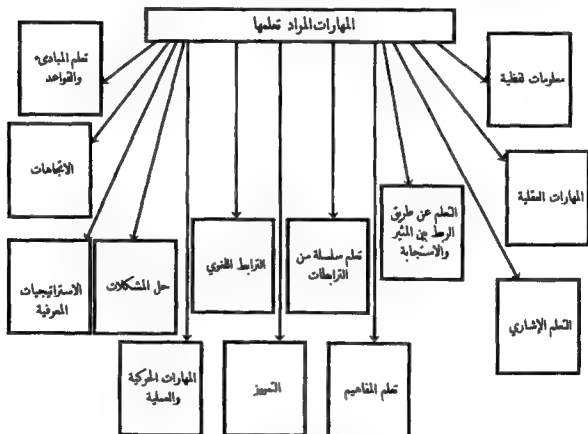 المهارات المراد تعلمها
معلومات لفظية
المهارات العقلية
التعلم الإشاري
التعلم عن طريق
الربط بين المثير
والاستجابة
تعلم المفاهيم
تعلم سلسلة من
الترابطات
التمييز
الترابط اللغوي
المهارات الحركية
والعملية
حل المشكلات
الاستراتيجيات
المعرفية
الاتجاهات
تعلم المبادىء
والقواعد